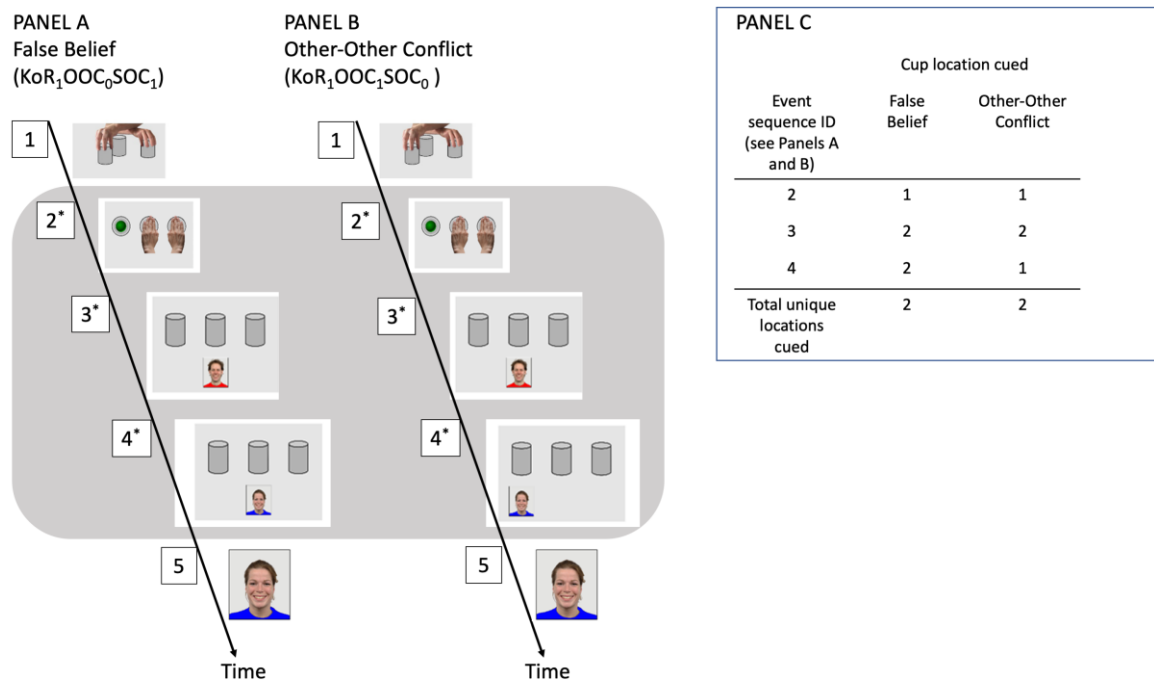 PANEL A
False Belief
(KoR₁OOC₀SOC₁)
1
2*
3*
4*
5
Time
PANEL B
Other-Other Conflict
(KoR₁OOC₁SOC₀ )
1
2*
3*
4*
5
Time
PANEL C
Cup location cued
Event
sequence ID
(see Panels A
and B)
False
Belief
Other-Other
Conflict
2 1 1
3 2 2
4 2 1
Total unique
locations
cued
2 2